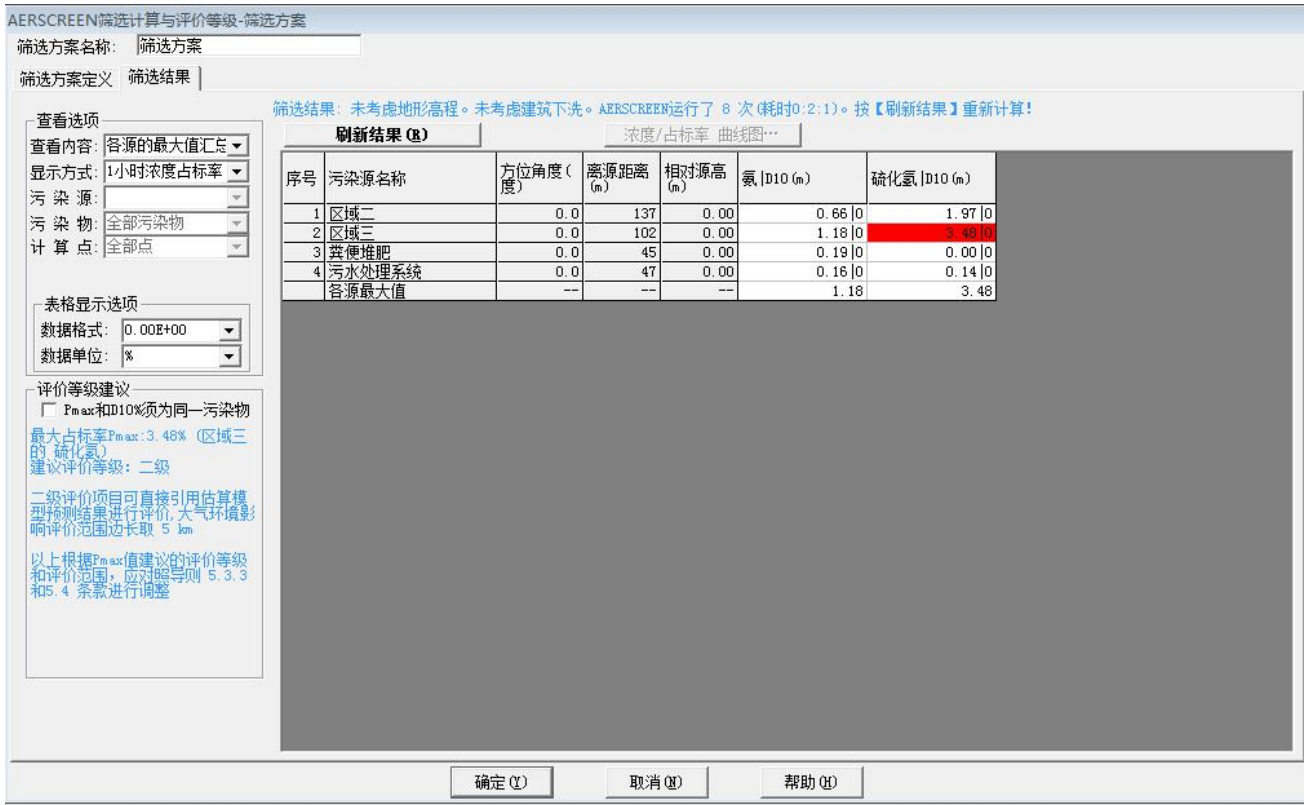 AERSCREEN筛选计算与评价等级-筛选方案
筛选方案名称: 筛选方案
筛选方案定义 筛选结果
筛选结果: 未考虑地形高程。未考虑建筑下洗。AERSCREEN运行了 8 次(耗时0:2:1)。按【刷新结果】重新计算!
刷新结果(R) 浓度/占标率 曲线图…
查看选项
查看内容: 各源的最大值汇总
显示方式: 1小时浓度占标率
污 染 源:
污 染 物: 全部污染物
计 算 点: 全部点
表格显示选项
数据格式: 0.00E+00
数据单位: %
评价等级建议
Pmax和D10%须为同一污染物
最大占标率Pmax:3.48% (区域三
的 硫化氢)
建议评价等级: 二级
二级评价项目可直接引用估算模
型预测结果进行评价,大气环境影
响评价范围边长取 5 km
以上根据Pmax值建议的评价等级
和评价范围, 应对照导则 5.3.3
和5.4 条款进行调整
序号 污染源名称 方位角度(度) 离源距离(m) 相对源高(m) 氨|D10(m) 硫化氢|D10(m)
1 区域二 0.0 137 0.00 0.66|0 1.97|0
2 区域三 0.0 102 0.00 1.18|0 3.48|0
3 粪便堆肥 0.0 45 0.00 0.19|0 0.00|0
4 污水处理系统 0.0 47 0.00 0.16|0 0.14|0
各源最大值 -- -- -- 1.18 3.48
确定(Y) 取消(N) 帮助(H)